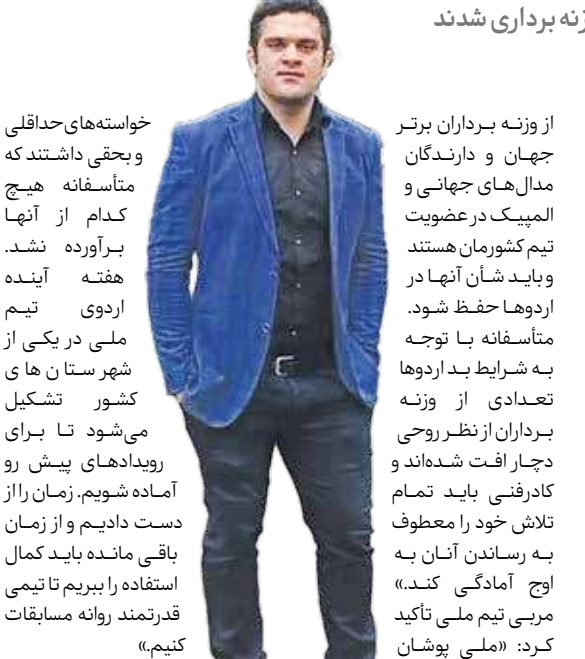 زنه برداری شدند
از وزنه برداران برتر
جهان و دارندگان
مدال‌های جهانی و
المپیک در عضویت
تیم کشورمان هستند
و باید شأن آنها در
اردوها حفظ شود.
متأسفانه با توجه
به شرایط بد اردوها
تعدادی از وزنه
برداران از نظر روحی
دچار افت شده‌اند و
کادرفنی باید تمام
تلاش خود را معطوف
به رساندن آنان به
اوج آمادگی کند.»
مربی تیم ملی تأکید
کرد: «ملی پوشان
خواسته‌های حداقلی
و بحقی داشتند که
متأسفانه هیچ
کدام از آنها
برآورده نشد.
هفته آینده
اردوی تیم
ملی در یکی از
شهرستان‌های
کشور تشکیل
می‌شود تا برای
رویدادهای پیش رو
آماده شویم. زمان را از
دست دادیم و از زمان
باقی مانده باید کمال
استفاده را ببریم تا تیمی
قدرتمند روانه مسابقات
کنیم.»